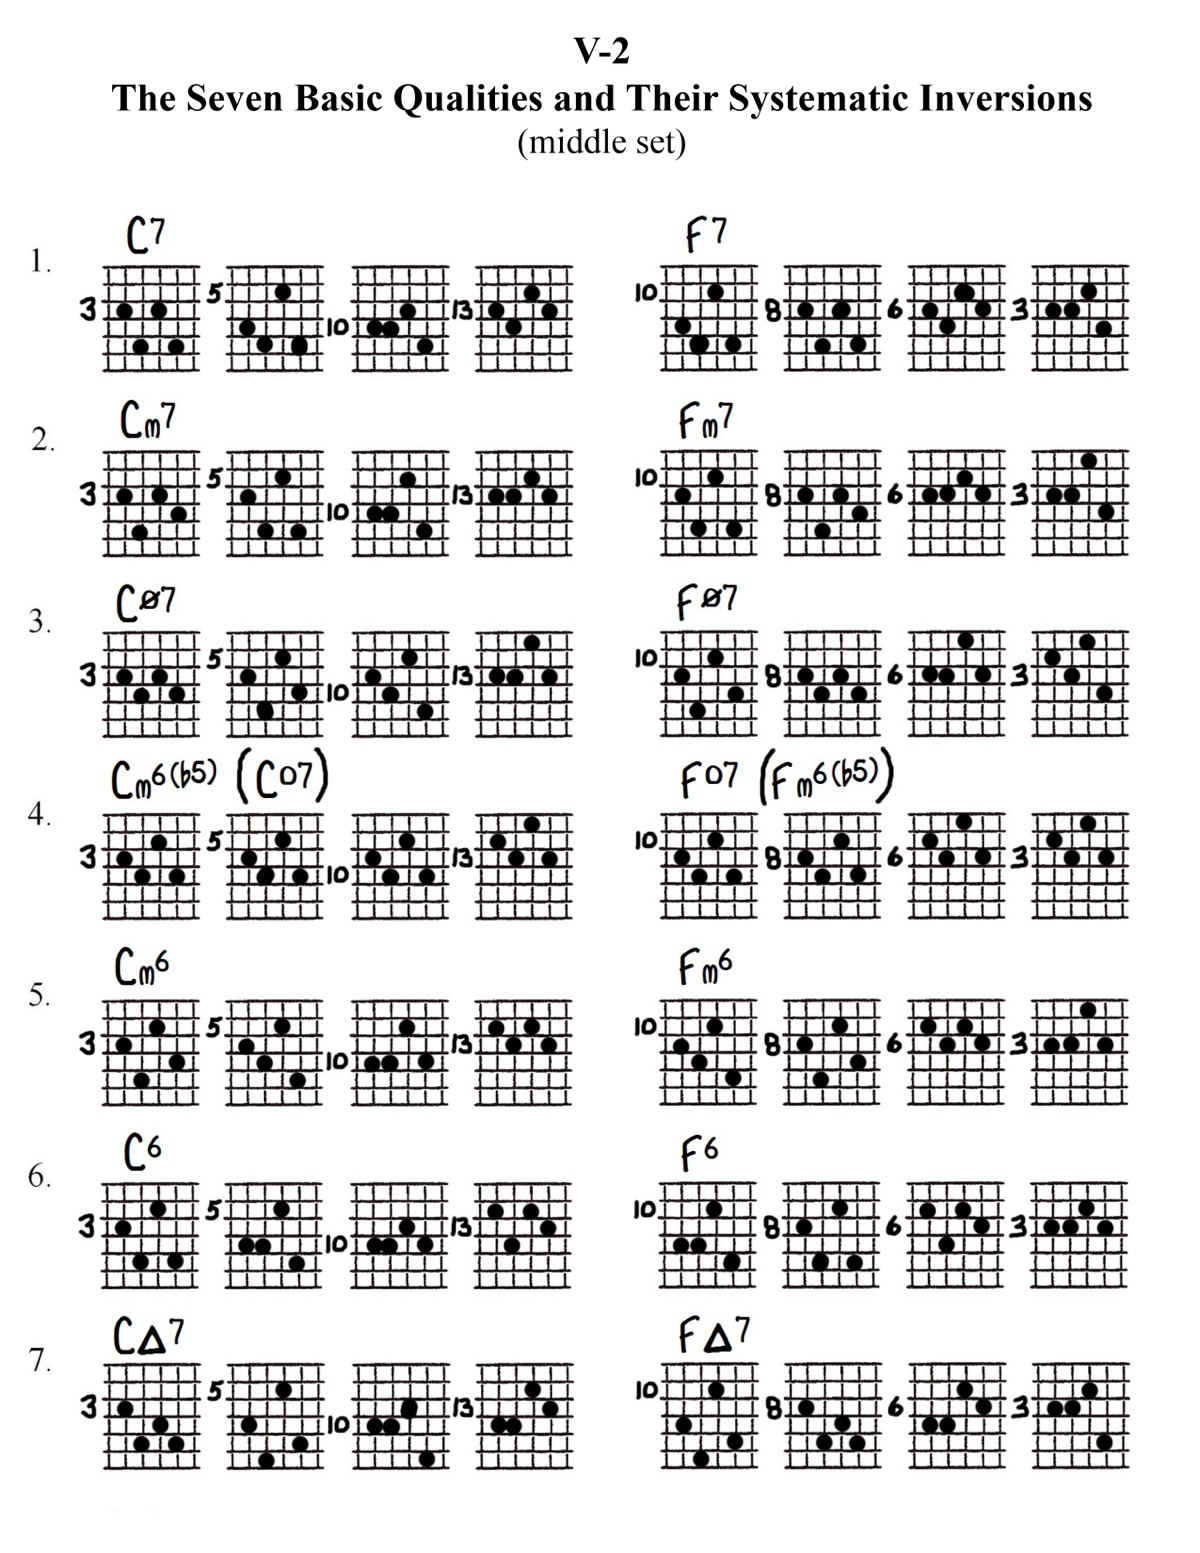 V-2
The Seven Basic Qualities and Their Systematic Inversions
(middle set)
C7 F7
1.
3 5 10 13 10 8 6 3
Cm7 Fm7
2.
3 5 10 13 10 8 6 3
CØ7 FØ7
3.
3 5 10 13 10 8 6 3
Cm6(b5) (CO7) FO7 (Fm6(b5))
4.
3 5 10 13 10 8 6 3
Cm6 Fm6
5.
3 5 10 13 10 8 6 3
C6 F6
6.
3 5 10 13 10 8 6 3
C△7 F△7
7.
3 5 10 13 10 8 6 3